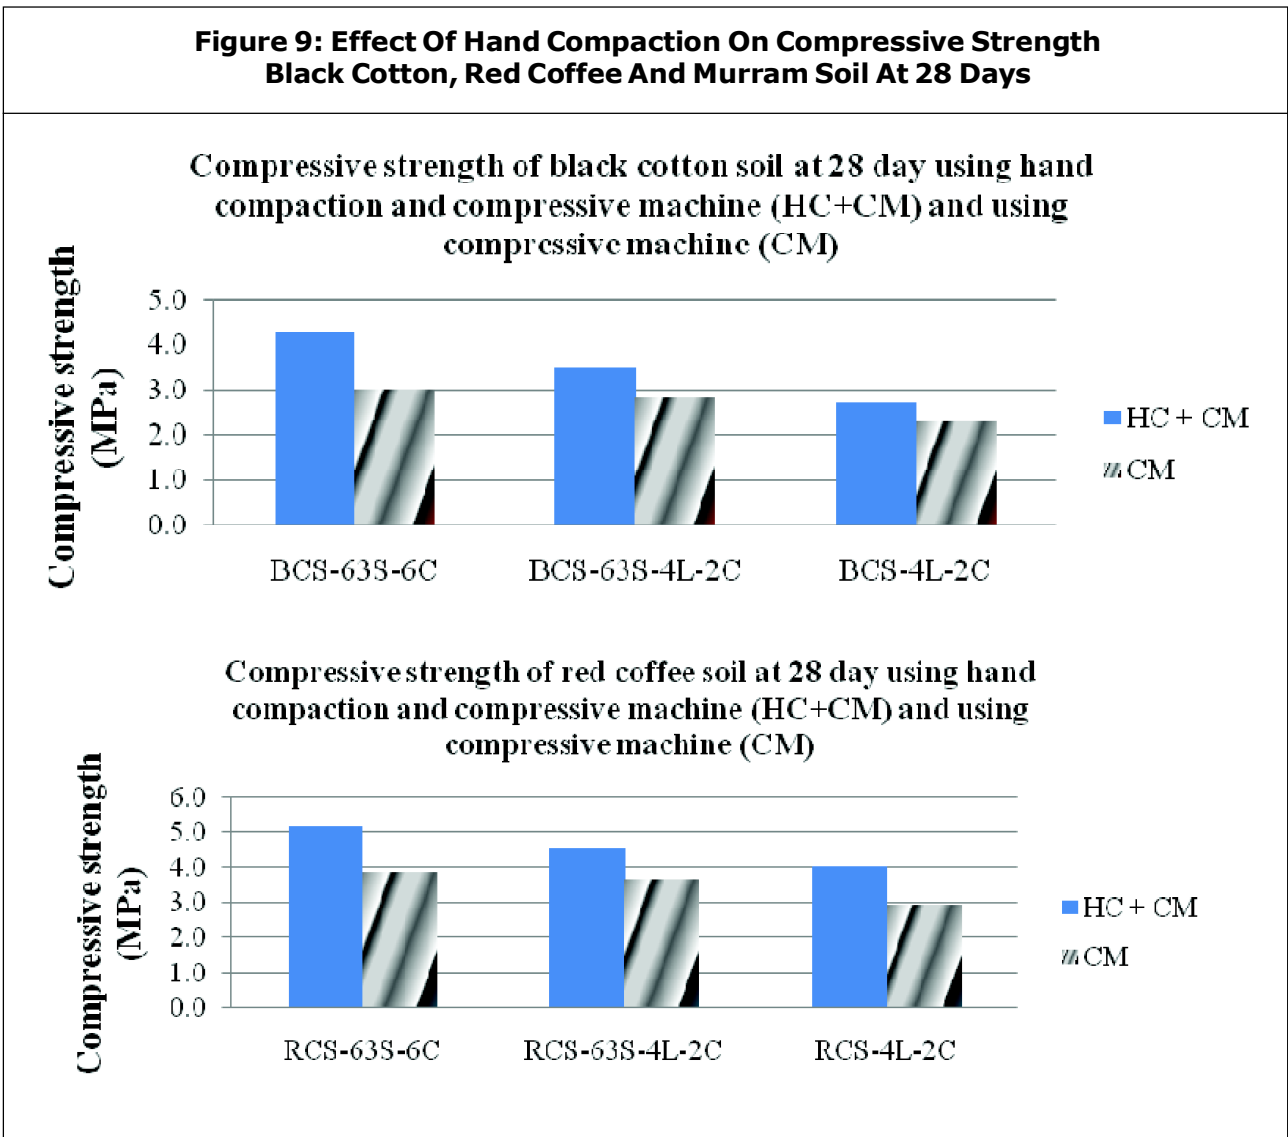 Figure 9: Effect Of Hand Compaction On Compressive Strength
Black Cotton, Red Coffee And Murram Soil At 28 Days
Compressive strength of black cotton soil at 28 day using hand
compaction and compressive machine (HC+CM) and using
compressive machine (CM)
Compressive strength
(MPa)
5.0
4.0
3.0
2.0
1.0
0.0
BCS-63S-6C
BCS-63S-4L-2C
BCS-4L-2C
HC + CM
CM
Compressive strength of red coffee soil at 28 day using hand
compaction and compressive machine (HC+CM) and using
compressive machine (CM)
Compressive strength
(MPa)
6.0
5.0
4.0
3.0
2.0
1.0
0.0
RCS-63S-6C
RCS-63S-4L-2C
RCS-4L-2C
HC + CM
CM